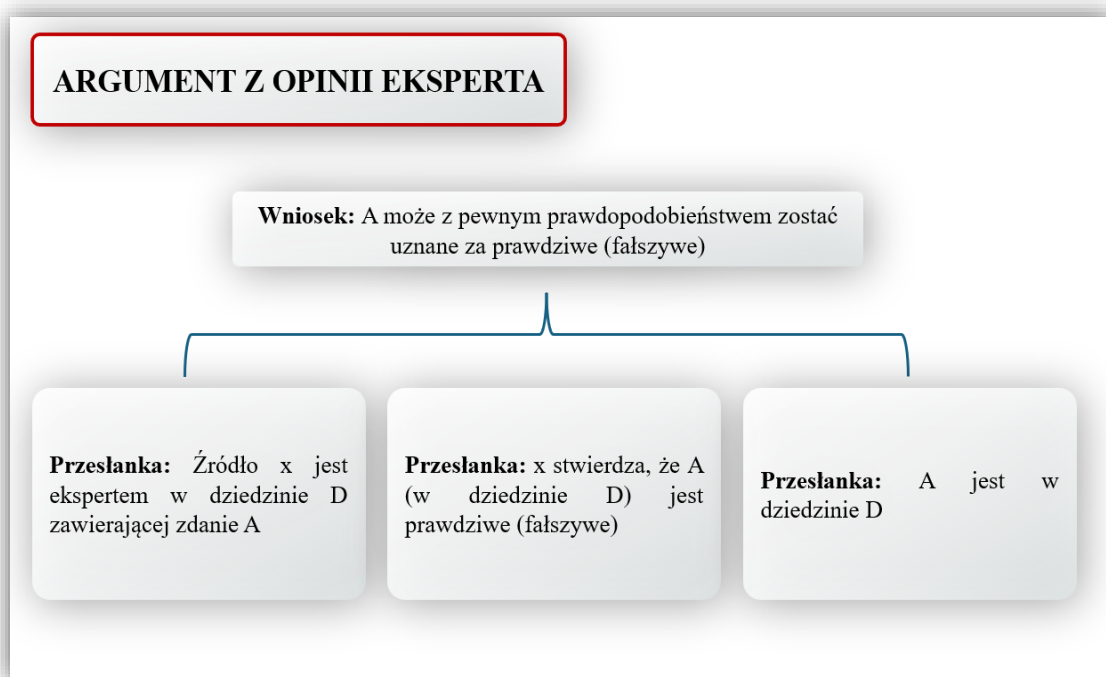 ARGUMENT Z OPINII EKSPERTA
Wniosek: A może z pewnym prawdopodobieństwem zostać
uznane za prawdziwe (fałszywe)
Przesłanka: Źródło x jest
ekspertem w dziedzinie D
zawierającej zdanie A
Przesłanka: x stwierdza, że A
(w dziedzinie D) jest
prawdziwe (fałszywe)
Przesłanka: A jest w
dziedzinie D